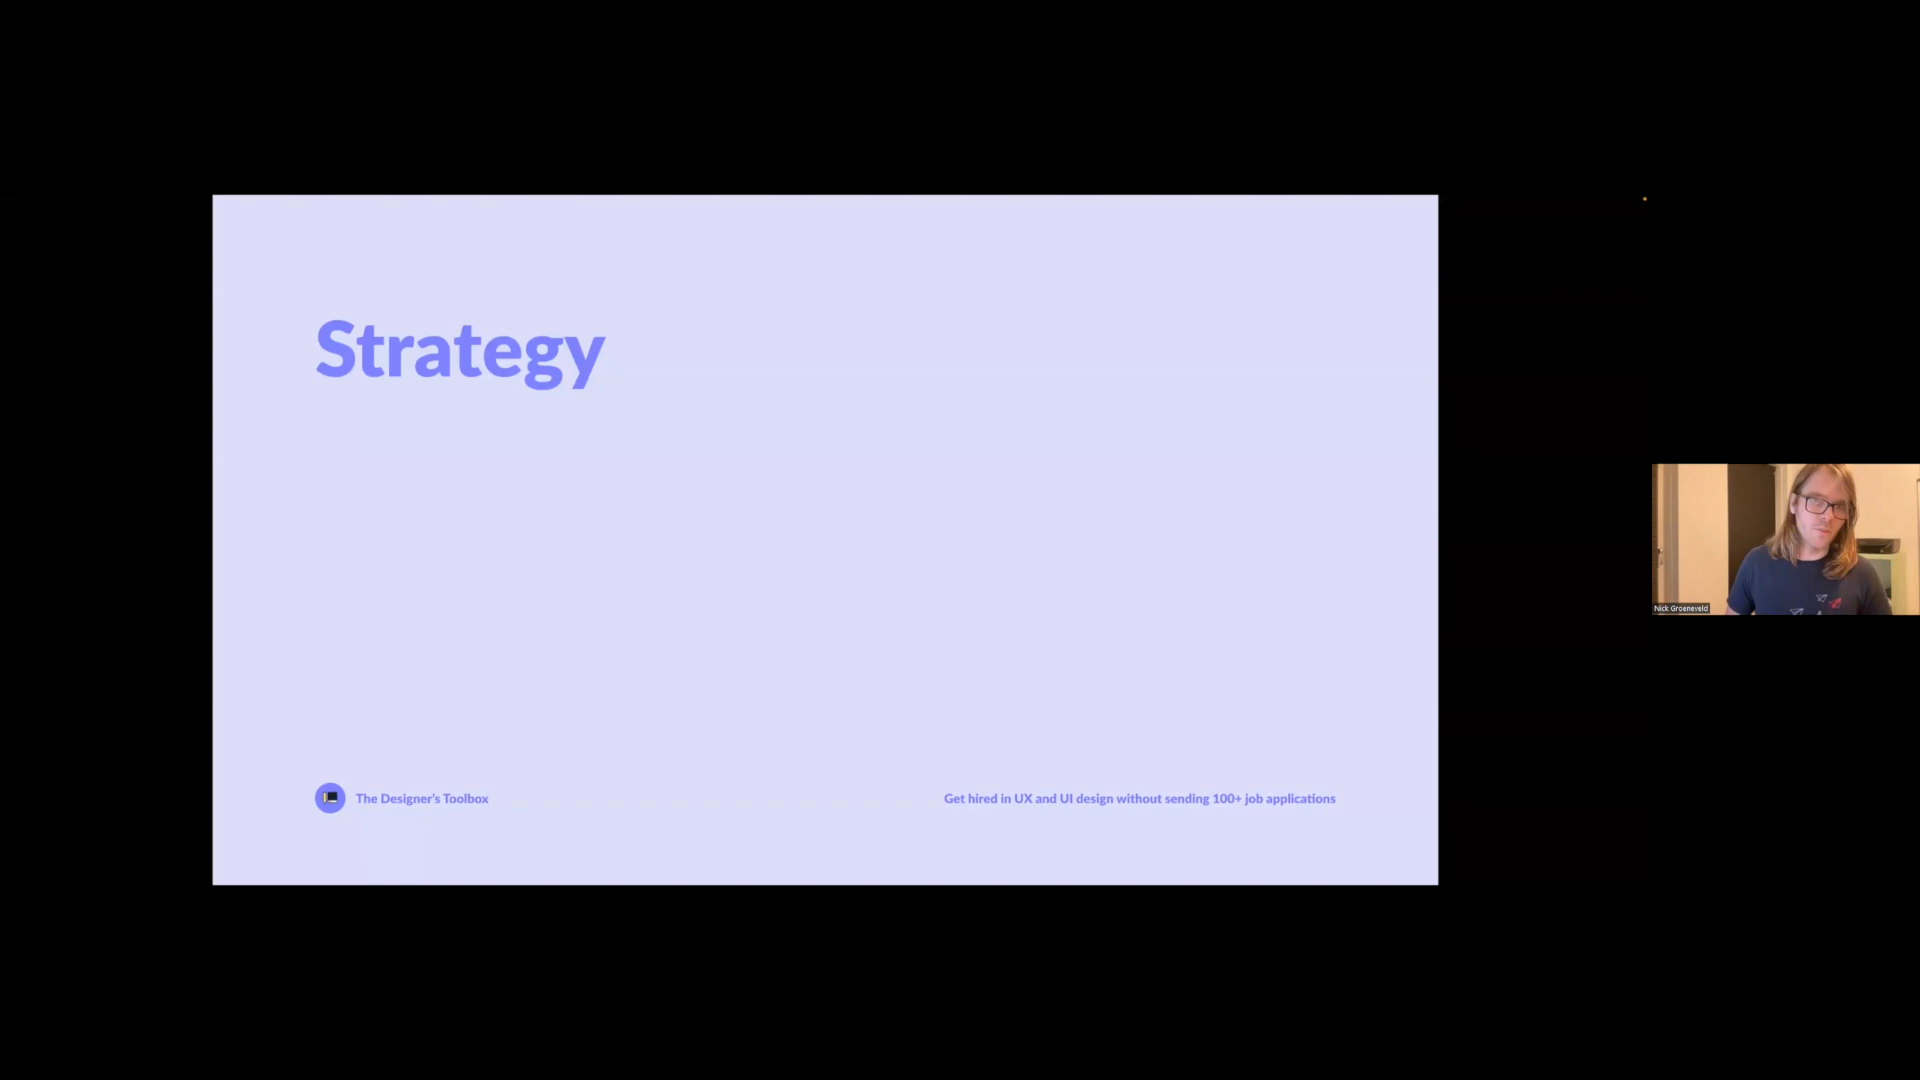 Strategy
The Designer's Toolbox
Get hired in UX and UI design without sending 100+ job applications
Nick Groeneveld